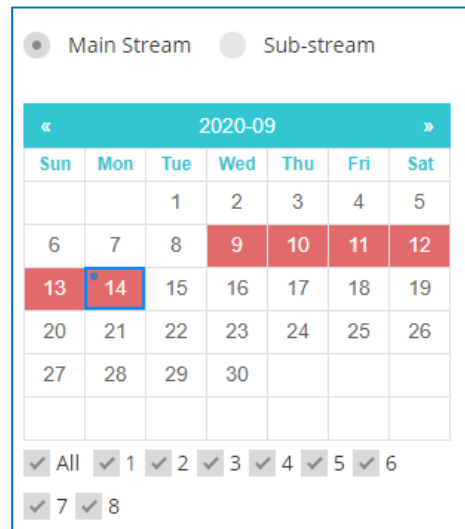 Main Stream Sub-stream
« 2020-09 »
Sun Mon Tue Wed Thu Fri Sat
1 2 3 4 5
6 7 8 9 10 11 12
13 14 15 16 17 18 19
20 21 22 23 24 25 26
27 28 29 30
All 1 2 3 4 5 6
7 8